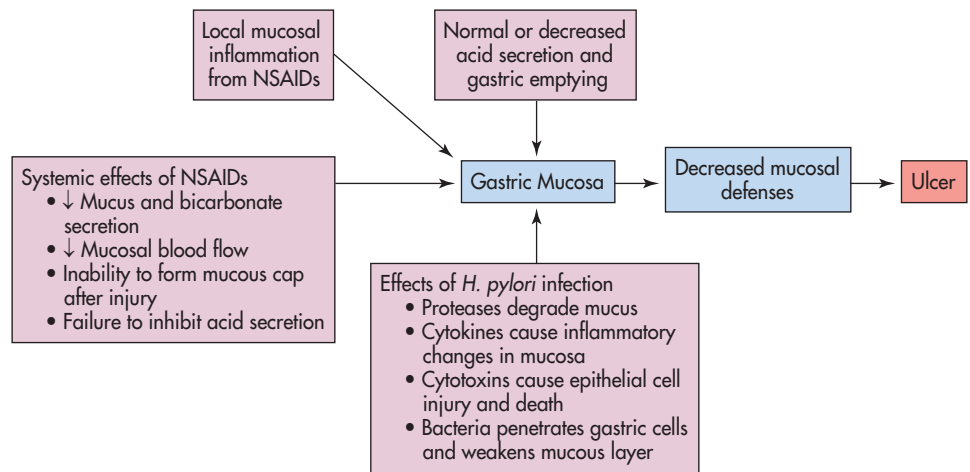 Local mucosal
inflammation
from NSAIDs
Normal or decreased
acid secretion and
gastric emptying
Systemic effects of NSAIDs
• ↓ Mucus and bicarbonate
secretion
• ↓ Mucosal blood flow
• Inability to form mucous cap
after injury
• Failure to inhibit acid secretion
Gastric Mucosa
Decreased mucosal
defenses
Ulcer
Effects of H. pylori infection
• Proteases degrade mucus
• Cytokines cause inflammatory
changes in mucosa
• Cytotoxins cause epithelial cell
injury and death
• Bacteria penetrates gastric cells
and weakens mucous layer